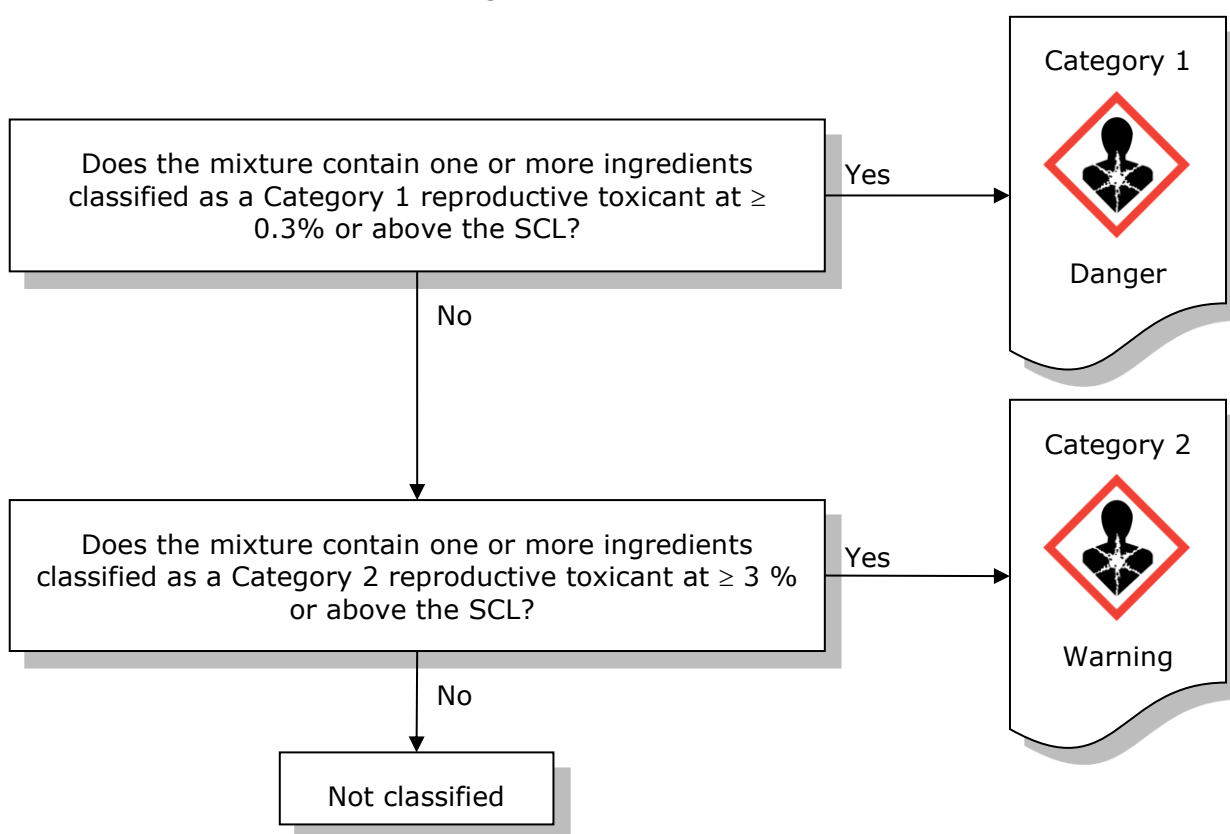 Category 1
Does the mixture contain one or more ingredients
classified as a Category 1 reproductive toxicant at ≥
0.3% or above the SCL?
Yes
Danger
No
Category 2
Does the mixture contain one or more ingredients
classified as a Category 2 reproductive toxicant at ≥ 3 %
or above the SCL?
Yes
Warning
No
Not classified